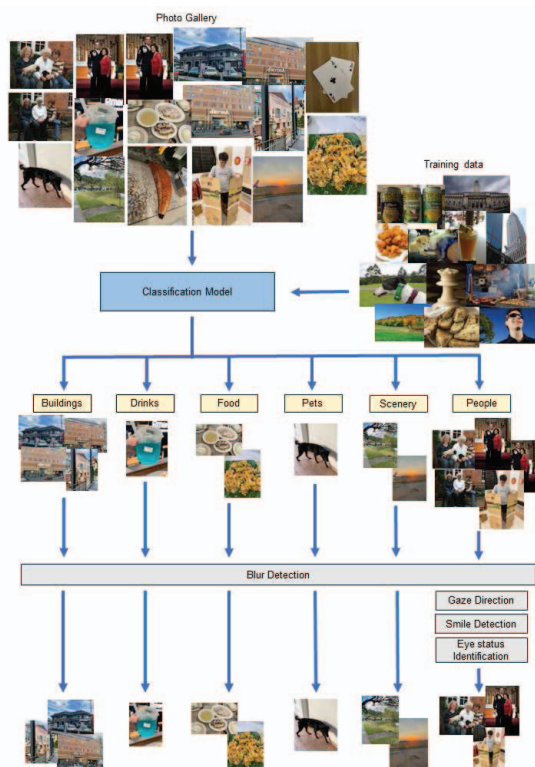 Photo Gallery
Training data
Classification Model
Buildings
Drinks
Food
Pets
Scenery
People
Blur Detection
Gaze Direction
Smile Detection
Eye status
Identification